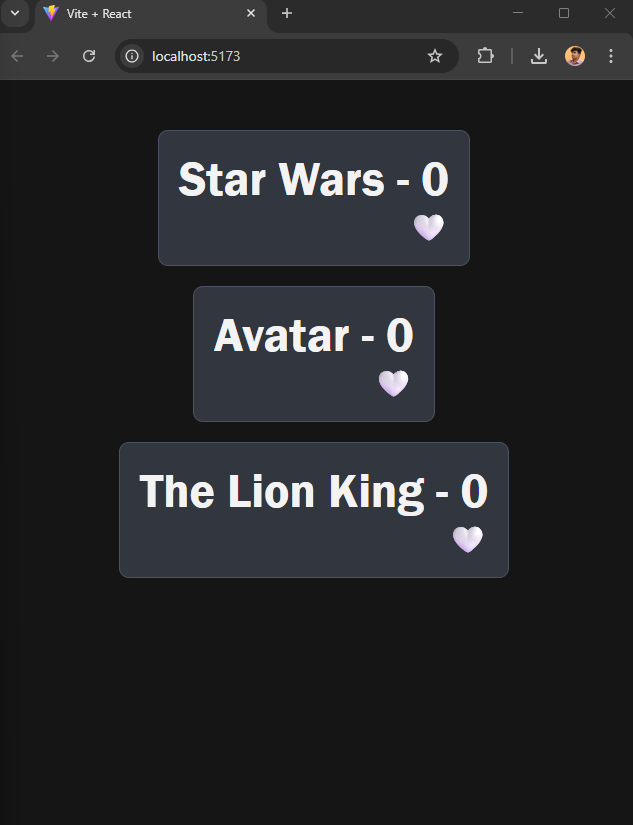 Vite + React
localhost:5173
Star Wars - 0
Avatar - 0
The Lion King - 0